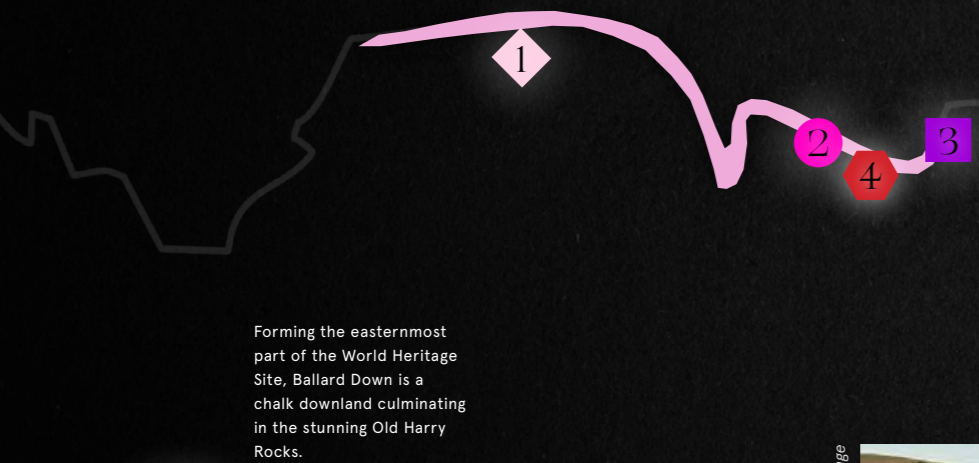 1
2
3
4
Forming the easternmost
part of the World Heritage
Site, Ballard Down is a
chalk downland culminating
in the stunning Old Harry
Rocks.